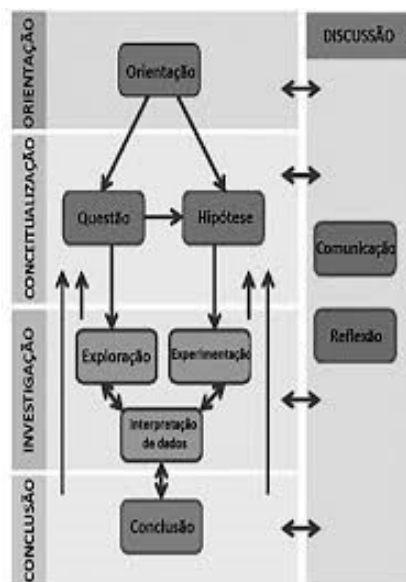 DISCUSSÃO
ORIENTAÇÃO
Orientação
CONCEITUALIZAÇÃO
Questão
Hipótese
Comunicação
Reflexão
INVESTIGAÇÃO
Exploração
Experimentação
Interpretação
de dados
CONCLUSÃO
Conclusão